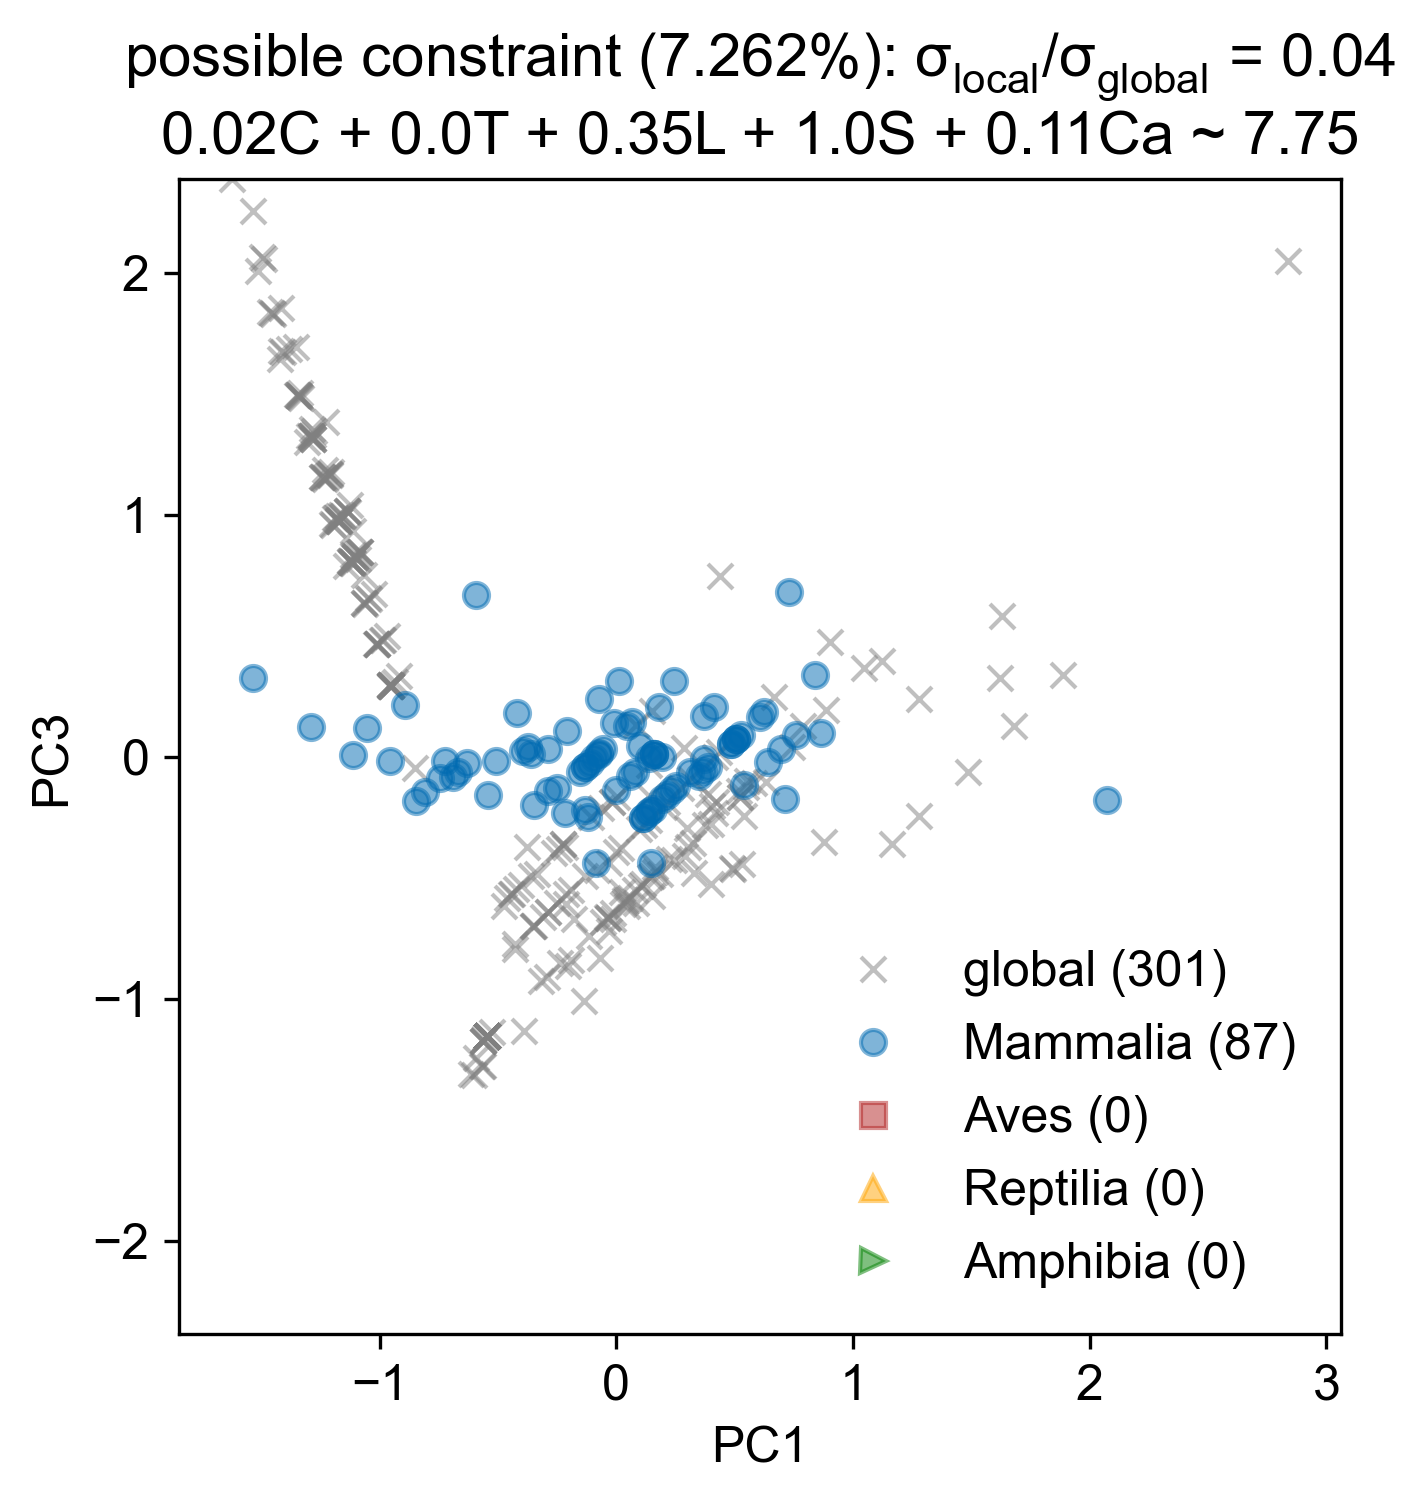 possible constraint (7.262%): σlocal/σglobal = 0.04
0.02C + 0.0T + 0.35L + 1.0S + 0.11Ca ~ 7.75
2
1
0
−1
−2
PC3
global (301)
Mammalia (87)
Aves (0)
Reptilia (0)
Amphibia (0)
−1 0 1 2 3
PC1